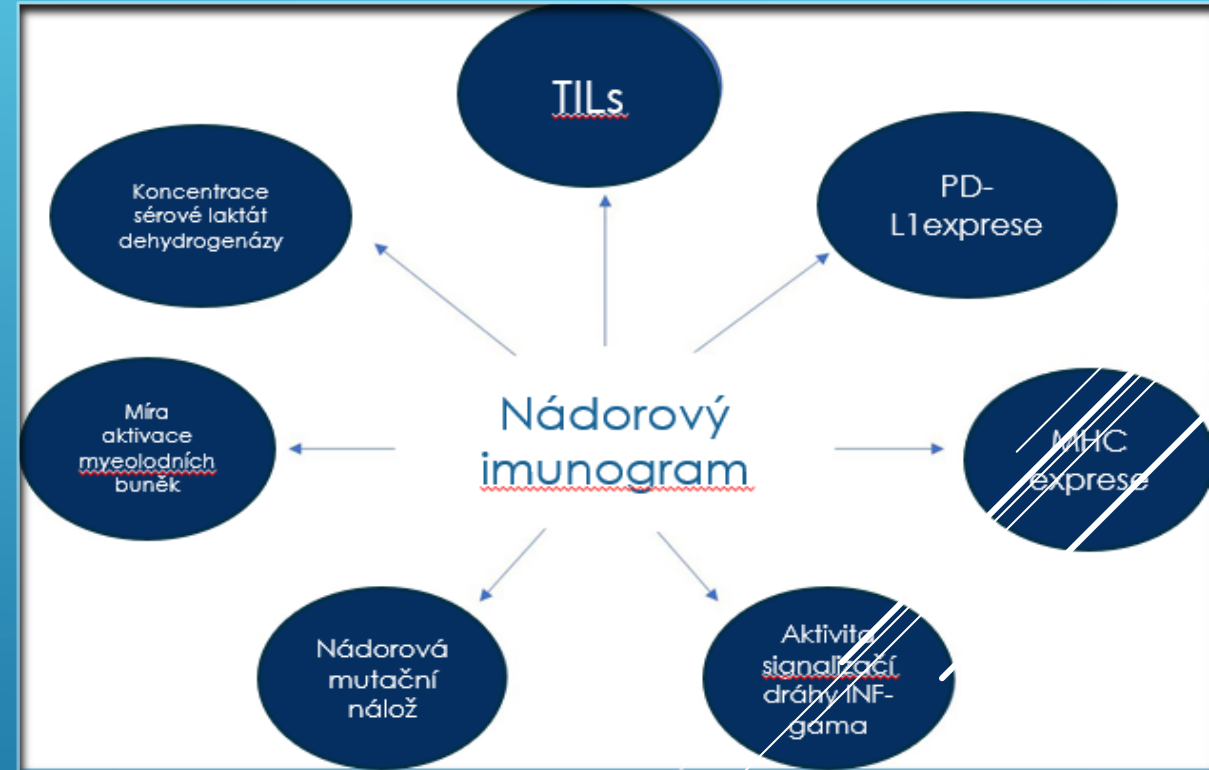 TILs
PD-
L1exprese
Koncentrace
sérové laktát
dehydrogenázy
MHC
exprese
Míra
aktivace
myeolodních
buněk
Nádorový
imunogram
Nádorová
mutační
nálož
Aktivita
signalizačí
dráhy INF-
gama